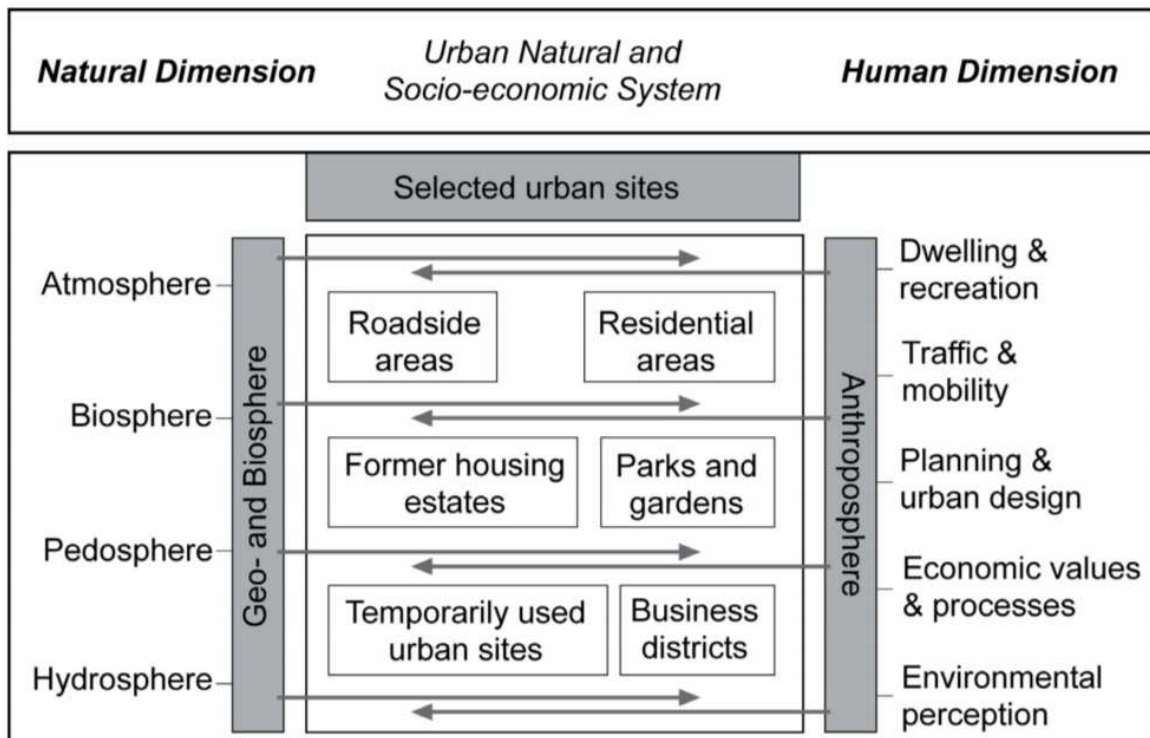 Natural Dimension
Urban Natural and
Socio-economic System
Human Dimension
Selected urban sites
Geo- and Biosphere
Atmosphere
Biosphere
Pedosphere
Hydrosphere
Roadside
areas
Residential
areas
Former housing
estates
Parks and
gardens
Temporarily used
urban sites
Business
districts
Anthroposphere
Dwelling &
recreation
Traffic &
mobility
Planning &
urban design
Economic values
& processes
Environmental
perception